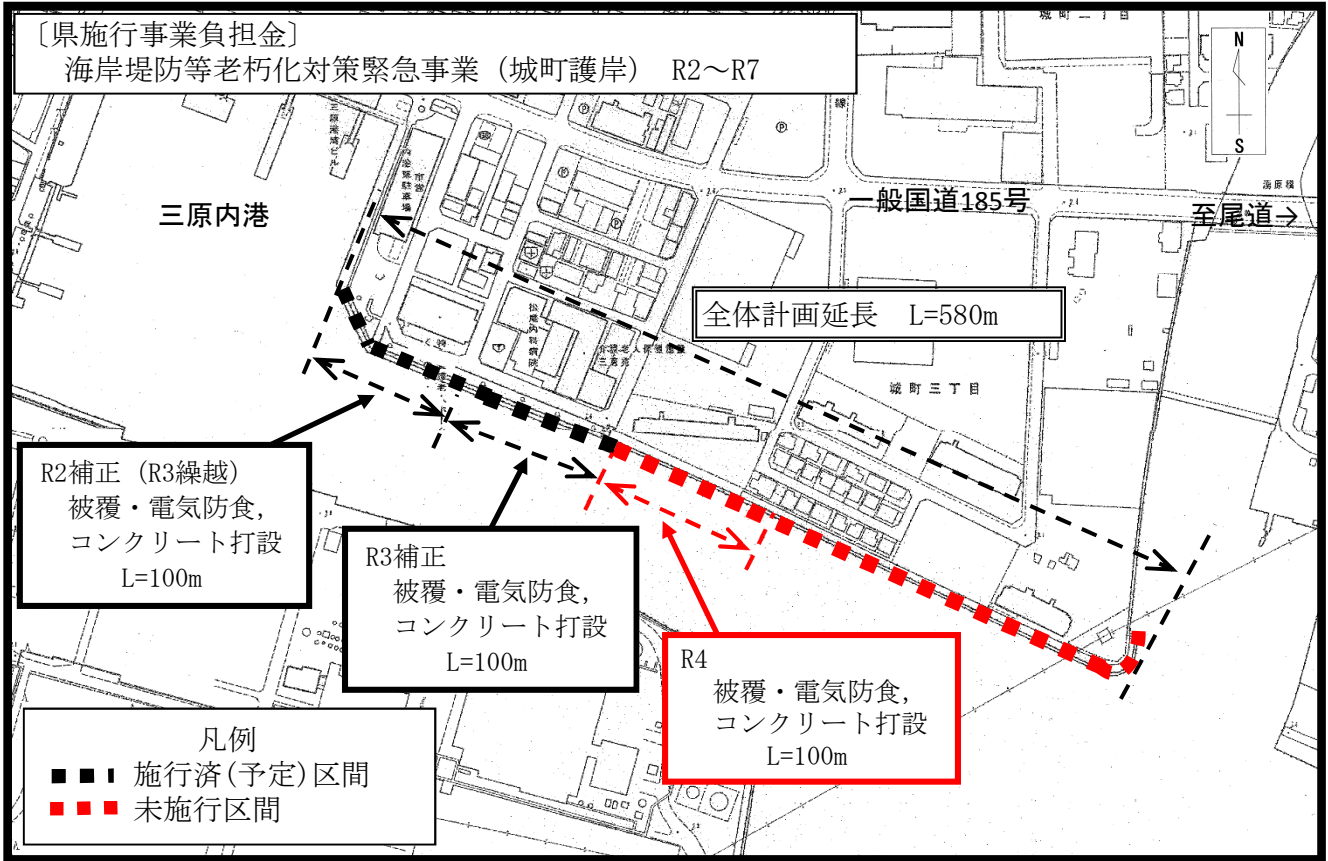 〔県施行事業負担金〕
海岸堤防等老朽化対策緊急事業（城町護岸） R2～R7
N
S
三原内港
一般国道185号
至尾道→
全体計画延長 L=580m
城町三丁目
松尾内科病院
R2補正（R3繰越）
被覆・電気防食,
コンクリート打設
L=100m
R3補正
被覆・電気防食,
コンクリート打設
L=100m
R4
被覆・電気防食,
コンクリート打設
L=100m
凡例
施行済(予定)区間
未施行区間